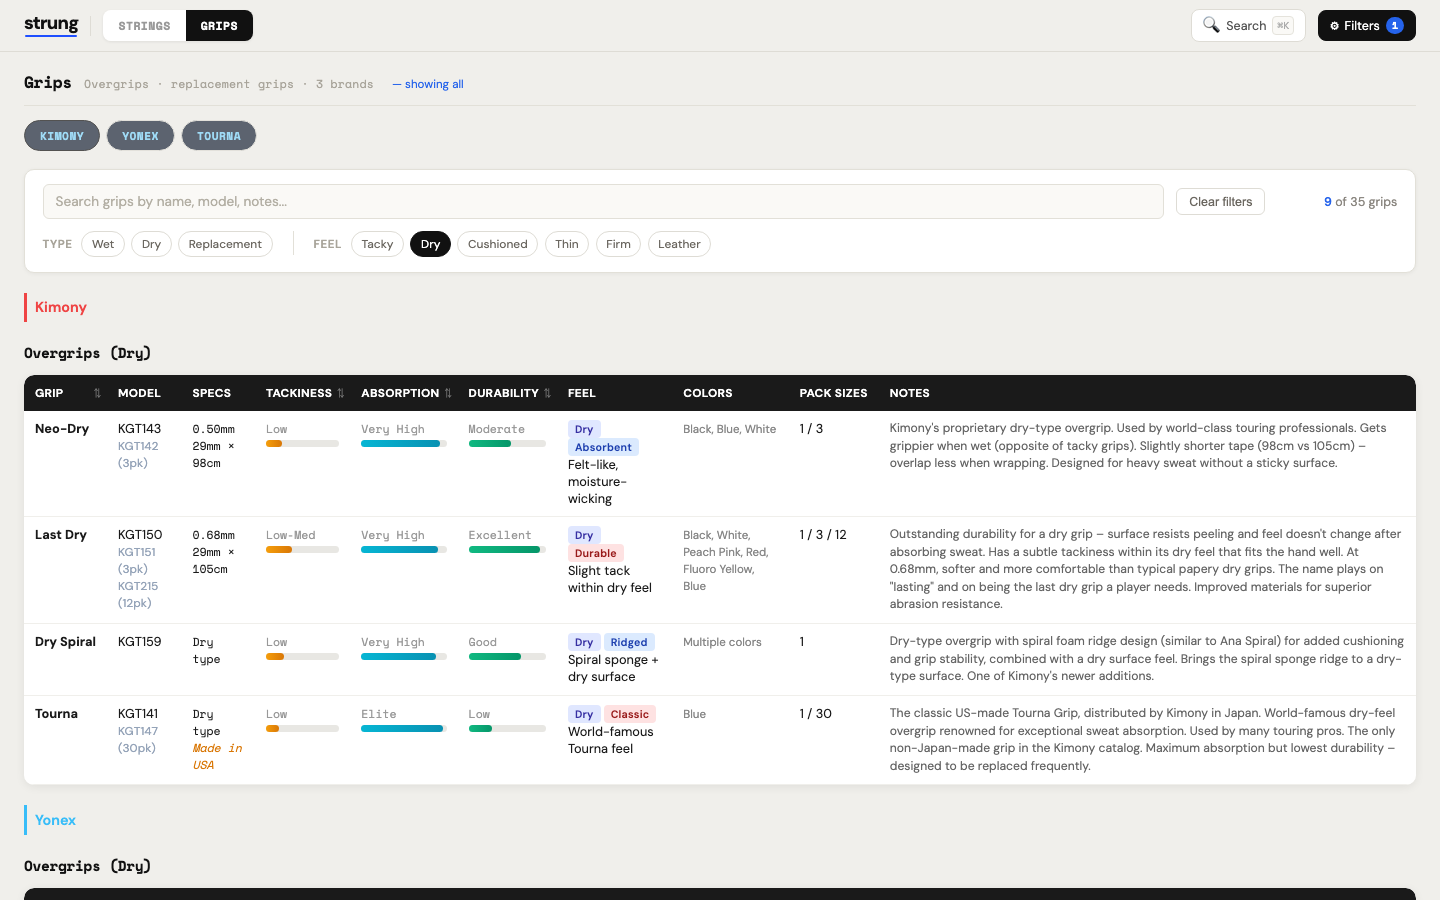 strung
STRINGS GRIPS
Search ⌘K
Filters 1
Grips Overgrips · replacement grips · 3 brands — showing all
KIMONY YONEX TOURNA
Search grips by name, model, notes...
Clear filters
9 of 35 grips
TYPE Wet Dry Replacement FEEL Tacky Dry Cushioned Thin Firm Leather
Kimony
Overgrips (Dry)
GRIP ⇅ MODEL SPECS TACKINESS ⇅ ABSORPTION ⇅ DURABILITY ⇅ FEEL COLORS PACK SIZES NOTES
Neo-Dry
KGT143
KGT142
(3pk)
0.50mm
29mm ×
98cm
Low
Very High
Moderate
Dry
Absorbent
Felt-like,
moisture-
wicking
Black, Blue, White
1 / 3
Kimony's proprietary dry-type overgrip. Used by world-class touring professionals. Gets
grippier when wet (opposite of tacky grips). Slightly shorter tape (98cm vs 105cm) –
overlap less when wrapping. Designed for heavy sweat without a sticky surface.
Last Dry
KGT150
KGT151
(3pk)
KGT215
(12pk)
0.68mm
29mm ×
105cm
Low-Med
Very High
Excellent
Dry
Durable
Slight tack
within dry feel
Black, White,
Peach Pink, Red,
Fluoro Yellow,
Blue
1 / 3 / 12
Outstanding durability for a dry grip – surface resists peeling and feel doesn't change after
absorbing sweat. Has a subtle tackiness within its dry feel that fits the hand well. At
0.68mm, softer and more comfortable than typical papery dry grips. The name plays on
"lasting" and on being the last dry grip a player needs. Improved materials for superior
abrasion resistance.
Dry Spiral
KGT159
Dry
type
Low
Very High
Good
Dry Ridged
Spiral sponge +
dry surface
Multiple colors
1
Dry-type overgrip with spiral foam ridge design (similar to Ana Spiral) for added cushioning
and grip stability, combined with a dry surface feel. Brings the spiral sponge ridge to a dry-
type surface. One of Kimony's newer additions.
Tourna
KGT141
KGT147
(30pk)
Dry
type
Made in
USA
Low
Elite
Low
Dry Classic
World-famous
Tourna feel
Blue
1 / 30
The classic US-made Tourna Grip, distributed by Kimony in Japan. World-famous dry-feel
overgrip renowned for exceptional sweat absorption. Used by many touring pros. The only
non-Japan-made grip in the Kimony catalog. Maximum absorption but lowest durability –
designed to be replaced frequently.
Yonex
Overgrips (Dry)